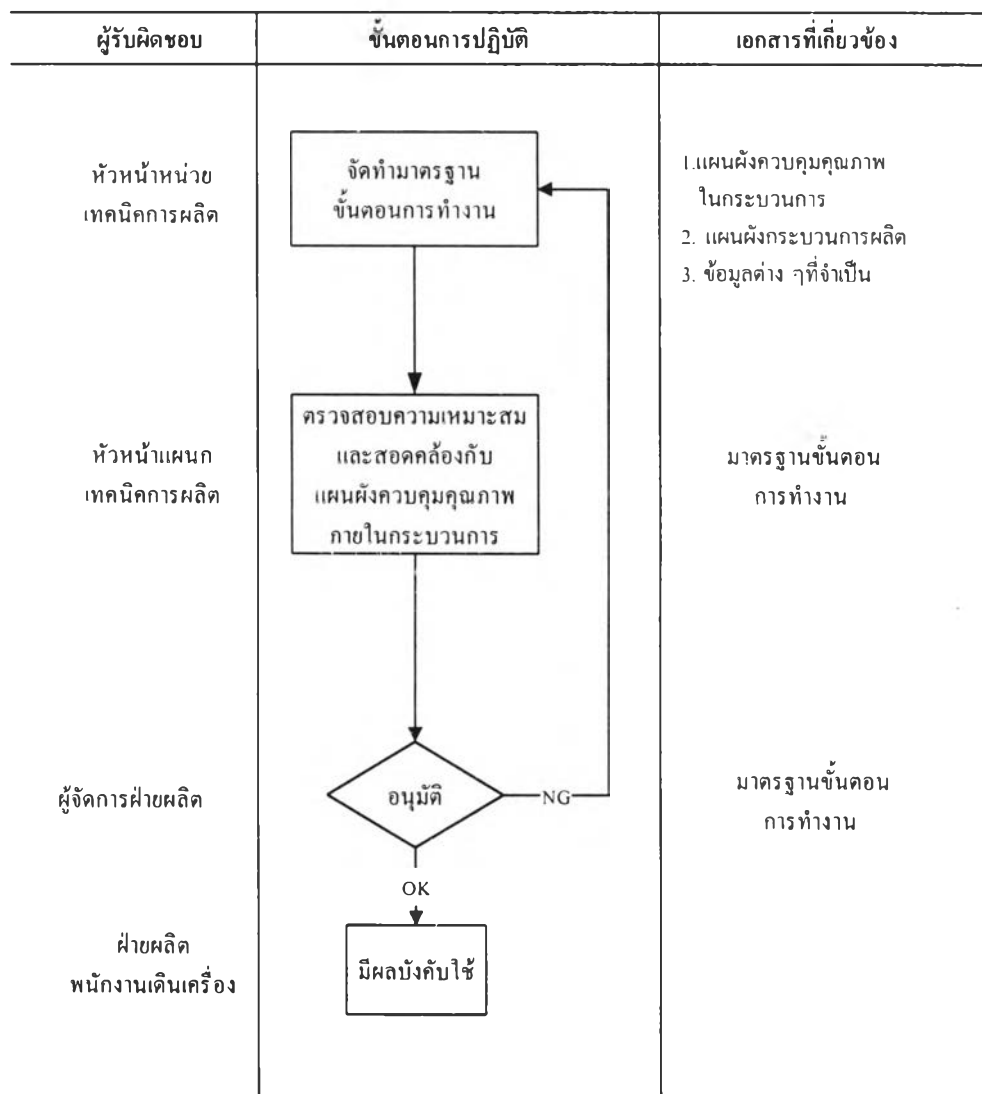 ผู้รับผิดชอบ
ขั้นตอนการปฏิบัติ
เอกสารที่เกี่ยวข้อง
หัวหน้าหน่วย
เทคนิคการผลิต
จัดทำมาตรฐาน
ขั้นตอนการทำงาน
1.แผนผังควบคุมคุณภาพ
ในกระบวนการ
2. แผนผังกระบวนการผลิต
3. ข้อมูลต่าง ๆที่จำเป็น
หัวหน้าแผนก
เทคนิคการผลิต
ตรวจสอบความเหมาะสม
และสอดคล้องกับ
แผนผังควบคุมคุณภาพ
ภายในกระบวนการ
มาตรฐานขั้นตอน
การทำงาน
ผู้จัดการฝ่ายผลิต
อนุมัติ
NG
มาตรฐานขั้นตอน
การทำงาน
OK
ฝ่ายผลิต
พนักงานเดินเครื่อง
มีผลบังคับใช้